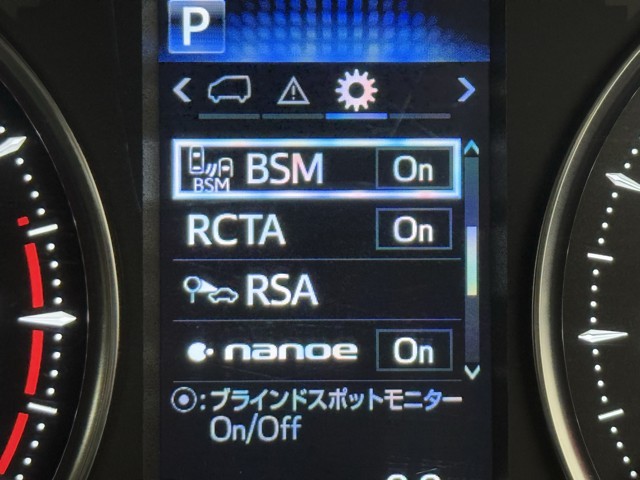 P
BSM BSM On
RCTA On
RSA
nanoe On
:ブラインドスポットモニター
On/Off